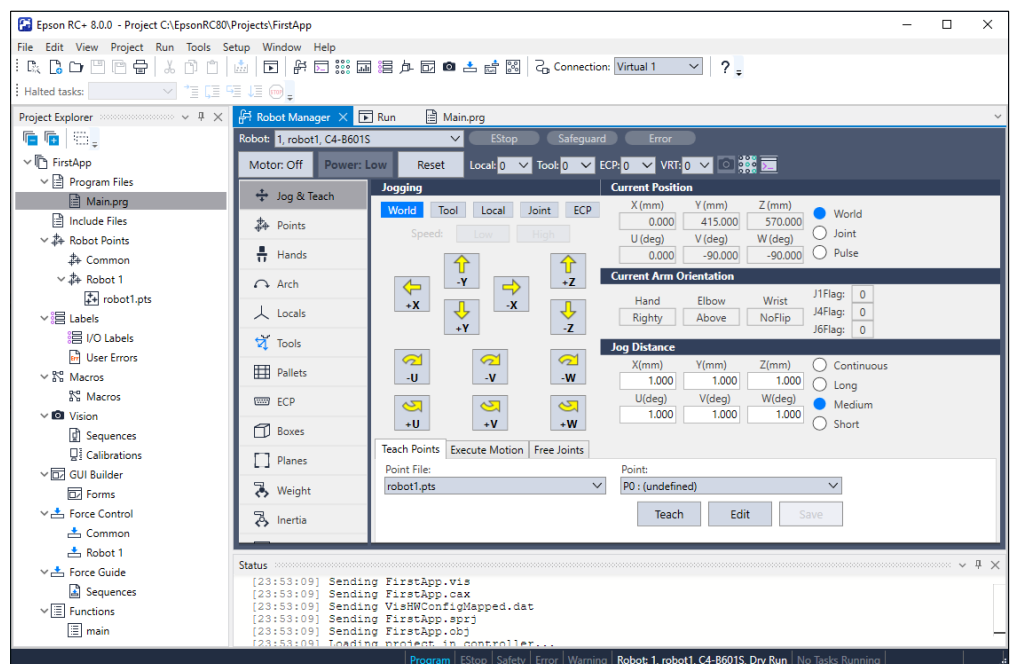 Epson RC+ 8.0.0 - Project C:\EpsonRC80\Projects\FirstApp
File Edit View Project Run Tools Setup Window Help
Connection: Virtual 1 ?
Halted tasks: STOP
Project Explorer
FirstApp
Program Files
Main.prg
Include Files
Robot Points
Common
Robot 1
robot1.pts
Labels
I/O Labels
User Errors
Macros
Macros
Vision
Sequences
Calibrations
GUI Builder
Forms
Force Control
Common
Robot 1
Force Guide
Sequences
Functions
main
Robot Manager Run Main.prg
Robot: 1, robot1, C4-B601S EStop Safeguard Error
Motor: Off Power: Low Reset Local: 0 Tool: 0 ECP: 0 VRT: 0
Jog & Teach
Points
Hands
Arch
Locals
Tools
Pallets
ECP
Boxes
Planes
Weight
Inertia
Jogging
World Tool Local Joint ECP
Speed: Low High
-Y +Z
+X -X
+Y -Z
-U -V -W
+U +V +W
Current Position
X (mm) Y (mm) Z (mm)
0.000 415.000 570.000
U (deg) V (deg) W (deg)
0.000 -90.000 -90.000
World
Joint
Pulse
Current Arm Orientation
Hand Elbow Wrist
Righty Above NoFlip
J1Flag: 0
J4Flag: 0
J6Flag: 0
Jog Distance
X(mm) Y(mm) Z(mm)
1.000 1.000 1.000
U(deg) V(deg) W(deg)
1.000 1.000 1.000
Continuous
Long
Medium
Short
Teach Points Execute Motion Free Joints
Point File: Point:
robot1.pts P0 : (undefined)
Teach Edit Save
Status
[23:53:09] Sending FirstApp.vis
[23:53:09] Sending FirstApp.cax
[23:53:09] Sending VisHWConfigMapped.dat
[23:53:09] Sending FirstApp.sprj
[23:53:09] Sending FirstApp.obj
[23:53:09] Loading project in controller...
Program EStop Safety Error Warning Robot: 1, robot1, C4-B601S, Dry Run No Tasks Running